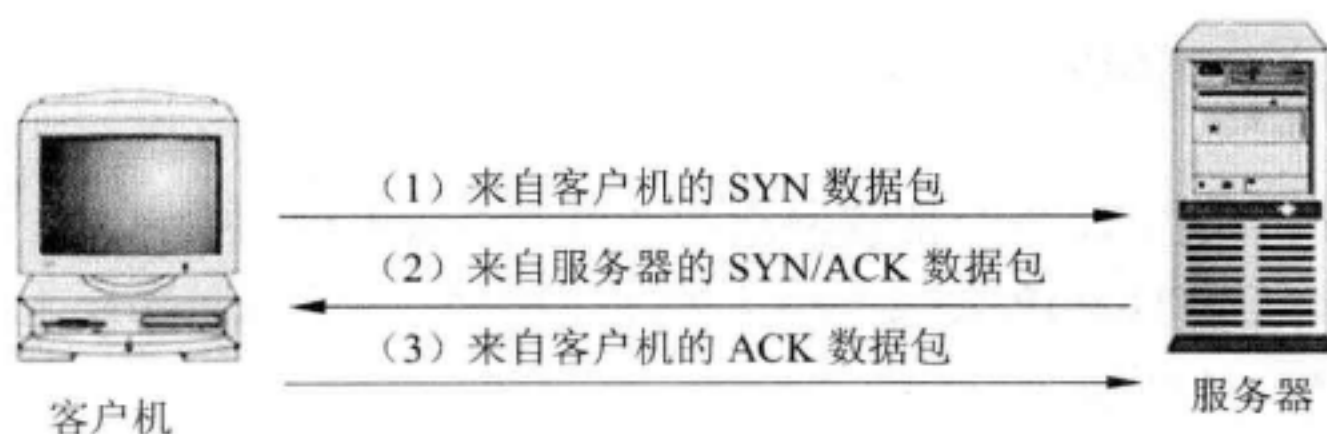 （1）来自客户机的 SYN 数据包
（2）来自服务器的 SYN/ACK 数据包
（3）来自客户机的 ACK 数据包
客户机
服务器